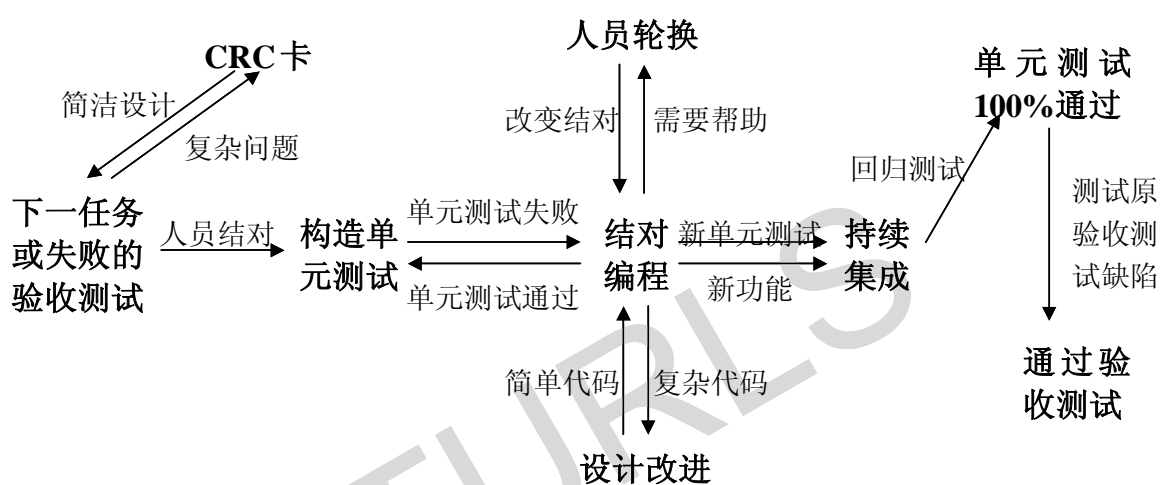 人员轮换
CRC卡
单元测试
100%通过
简洁设计
复杂问题
改变结对
需要帮助
回归测试
测试原
验收测
试缺陷
下一任务
或失败的
验收测试
人员结对
构造单
元测试
单元测试失败
单元测试通过
结对
编程
新单元测试
新功能
持续
集成
简单代码
复杂代码
通过验
收测试
设计改进
TURLS